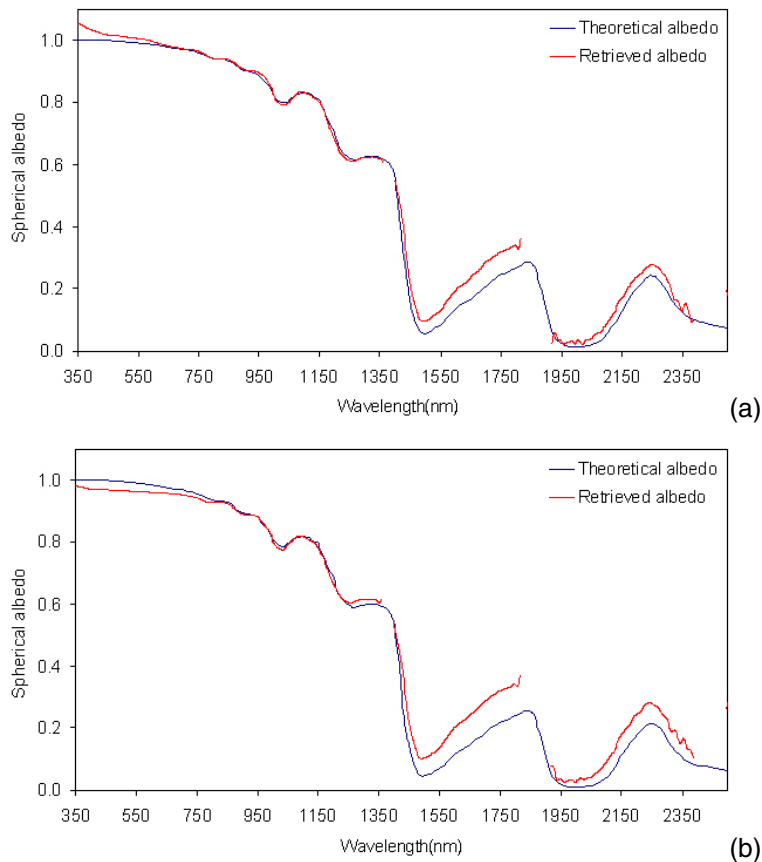 Theoretical albedo
Retrieved albedo
1.0
0.8
0.6
0.4
0.2
0.0
Spherical albedo
350 550 750 950 1150 1350 1550 1750 1950 2150 2350
Wavelength(nm)
(a)
Theoretical albedo
Retrieved albedo
1.0
0.8
0.6
0.4
0.2
0.0
Spherical albedo
350 550 750 950 1150 1350 1550 1750 1950 2150 2350
Wavelength(nm)
(b)